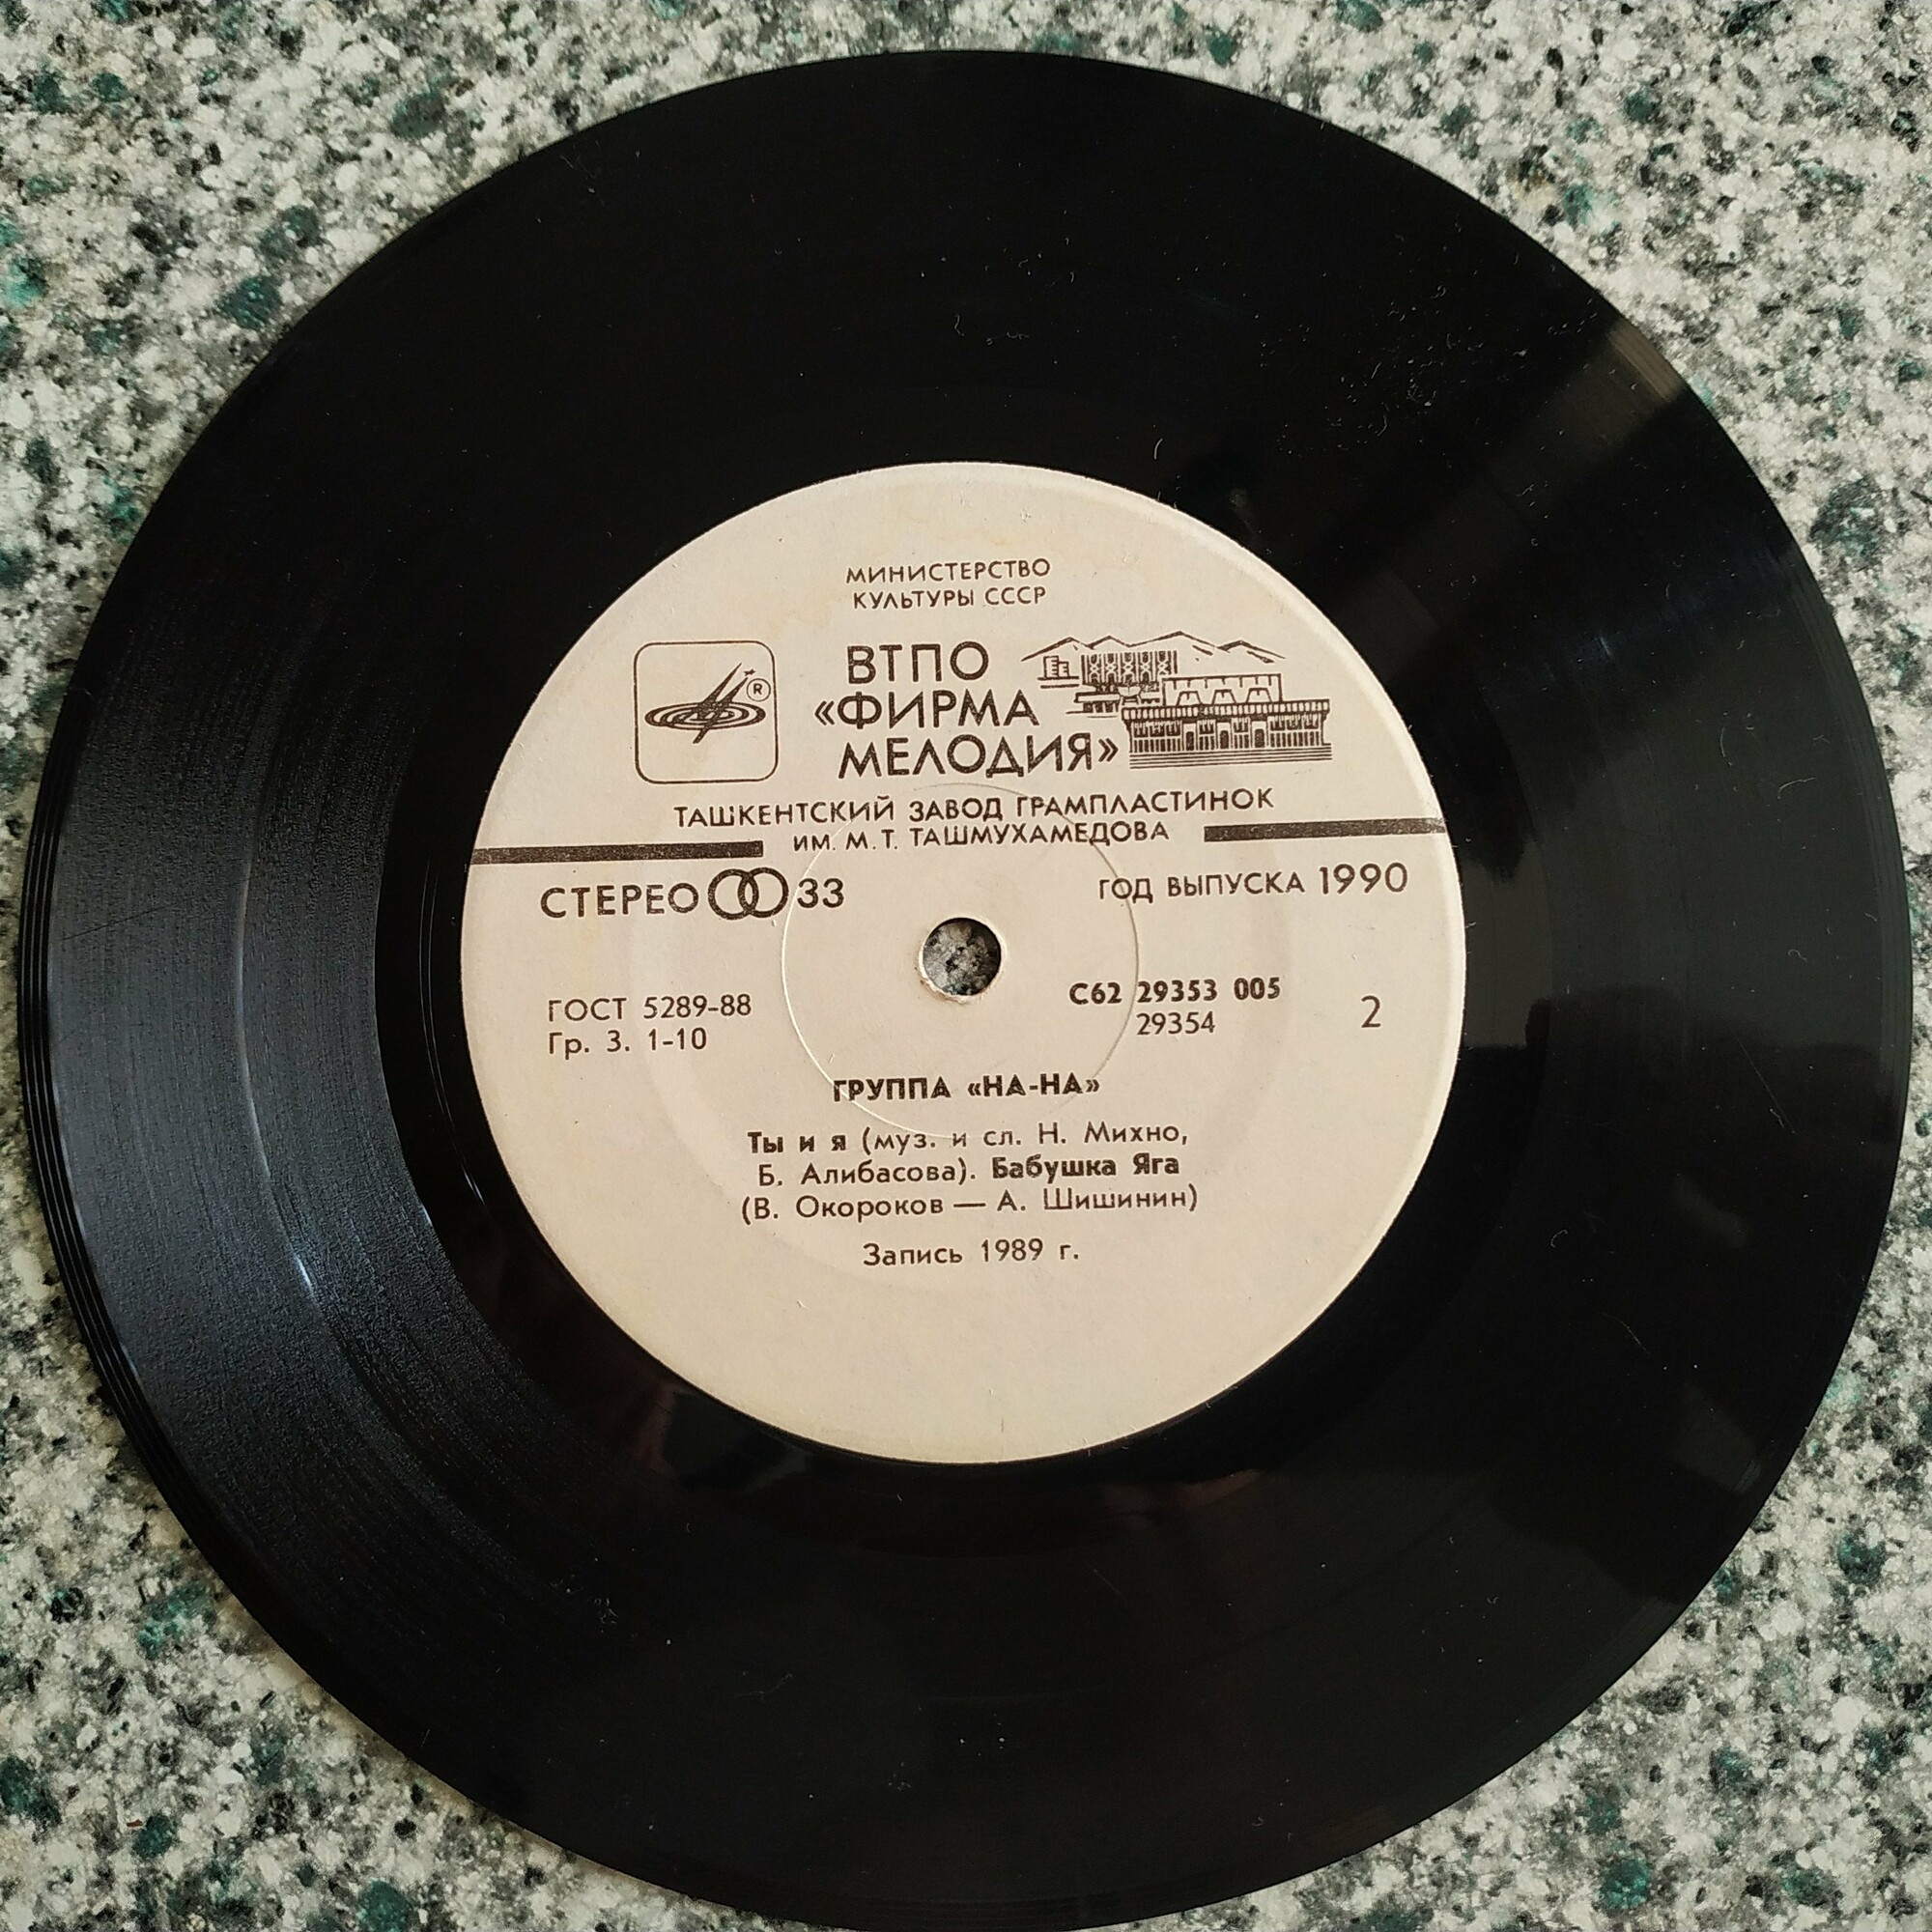 МИНИСТЕРСТВО
КУЛЬТУРЫ СССР
ВТПО
«ФИРМА
МЕЛОДИЯ»
R
ТАШКЕНТСКИЙ ЗАВОД ГРАМПЛАСТИНОК
ИМ. М.Т. ТАШМУХАМЕДОВА
СТЕРЕО 33
ГОД ВЫПУСКА 1990
ГОСТ 5289-88
Гр. 3. 1-10
С62 29353 005
29354
2
ГРУППА «НА-НА»
Ты и я (муз. и сл. Н. Михно,
Б. Алибасова). Бабушка Яга
(В. Окороков — А. Шишинин)
Запись 1989 г.